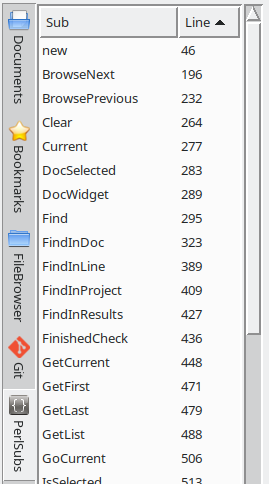 Sub Line
new 46
BrowseNext 196
BrowsePrevious 232
Clear 264
Current 277
DocSelected 283
DocWidget 289
Find 295
FindInDoc 323
FindInLine 389
FindInProject 409
FindInResults 427
FinishedCheck 436
GetCurrent 448
GetFirst 471
GetLast 479
GetList 488
GoCurrent 506
IsSelected 513
Documents
Bookmarks
FileBrowser
Git
PerlSubs